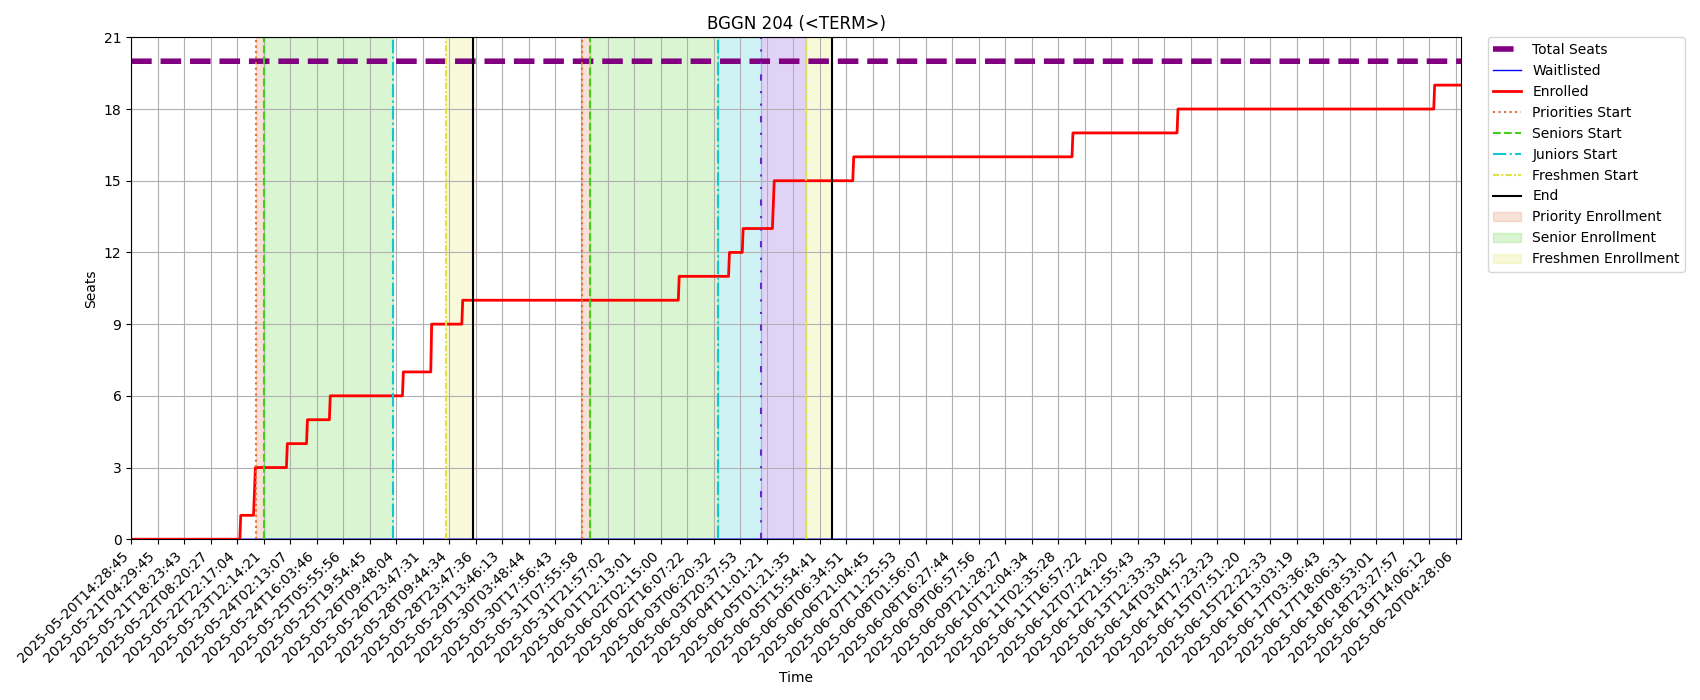 BGGN 204 (<TERM>)
Total Seats
Waitlisted
Enrolled
Priorities Start
Seniors Start
Juniors Start
Freshmen Start
End
Priority Enrollment
Senior Enrollment
Freshmen Enrollment
Seats
21
18
15
12
9
6
3
0
2025-05-20T14:28:45
2025-05-21T04:29:45
2025-05-21T18:23:43
2025-05-22T08:20:27
2025-05-22T22:17:04
2025-05-23T12:14:21
2025-05-24T02:13:07
2025-05-24T16:03:46
2025-05-25T05:55:56
2025-05-25T19:54:45
2025-05-26T09:48:04
2025-05-26T23:47:31
2025-05-28T09:44:34
2025-05-28T23:47:36
2025-05-29T13:46:13
2025-05-30T03:48:44
2025-05-30T17:56:43
2025-05-31T07:55:58
2025-05-31T21:57:02
2025-06-01T12:13:01
2025-06-02T02:15:00
2025-06-02T16:07:22
2025-06-03T06:20:32
2025-06-03T20:37:53
2025-06-04T11:01:21
2025-06-05T01:21:35
2025-06-05T15:54:41
2025-06-06T06:34:51
2025-06-06T21:04:45
2025-06-07T11:25:53
2025-06-08T01:56:07
2025-06-08T16:27:44
2025-06-09T06:57:56
2025-06-09T21:28:27
2025-06-10T12:04:34
2025-06-11T02:35:28
2025-06-11T16:57:22
2025-06-12T07:24:20
2025-06-12T21:55:43
2025-06-13T12:33:33
2025-06-14T03:04:52
2025-06-14T17:23:23
2025-06-15T07:51:20
2025-06-15T22:22:33
2025-06-16T13:03:19
2025-06-17T03:36:43
2025-06-17T18:06:31
2025-06-18T08:53:01
2025-06-18T23:27:57
2025-06-19T14:06:12
2025-06-20T04:28:06
Time